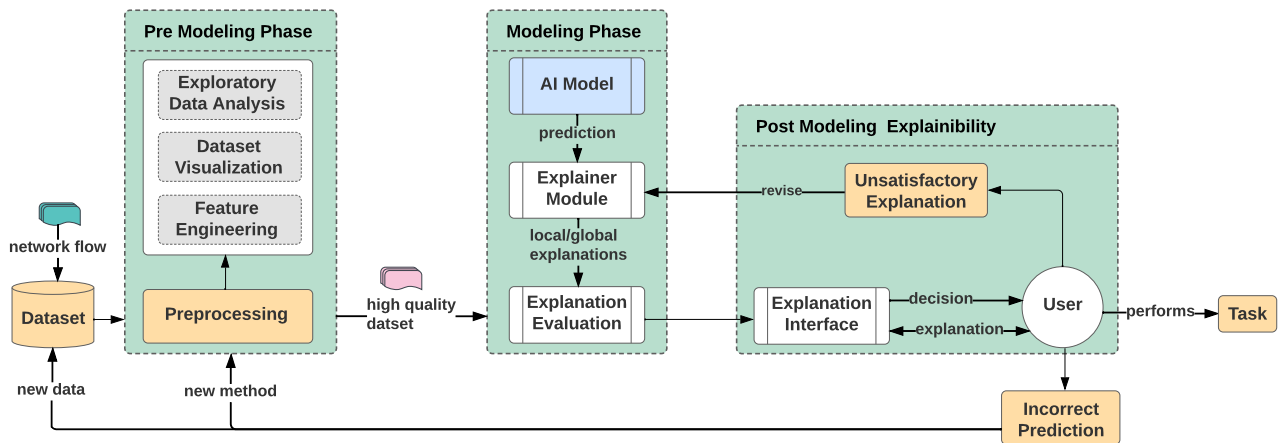 Pre Modeling Phase
Exploratory
Data Analysis
Dataset
Visualization
Feature
Engineering
Preprocessing
network flow
Dataset
new data
new method
high quality
datset
Modeling Phase
AI Model
prediction
Explainer
Module
local/global
explanations
Explanation
Evaluation
Post Modeling Explainibility
Unsatisfactory
Explanation
revise
Explanation
Interface
decision
explanation
User
performs
Task
Incorrect
Prediction